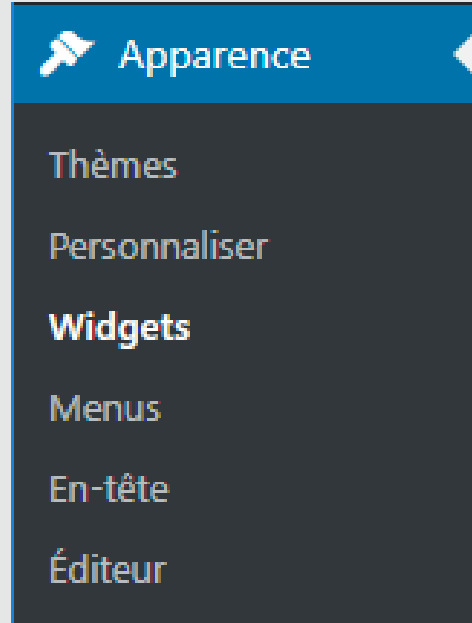 Apparence
Thèmes
Personnaliser
Widgets
Menus
En-tête
Éditeur